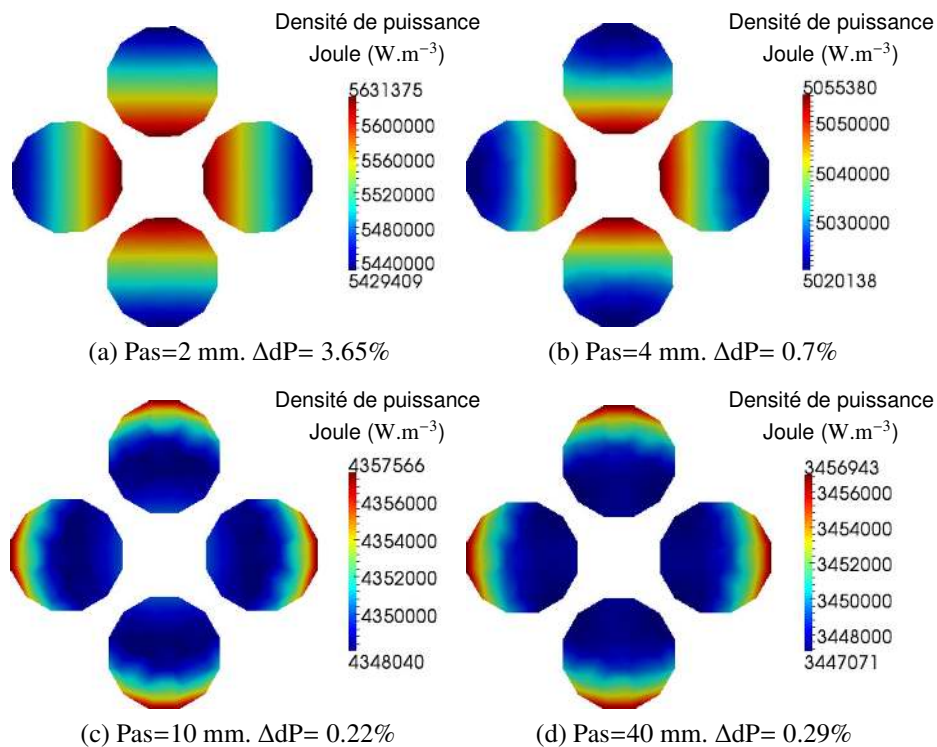 Densité de puissance
Joule (W.m⁻³)
5631375
5600000
5560000
5520000
5480000
5440000
5429409
(a) Pas=2 mm. ΔdP= 3.65%
Densité de puissance
Joule (W.m⁻³)
5055380
5050000
5040000
5030000
5020138
(b) Pas=4 mm. ΔdP= 0.7%
Densité de puissance
Joule (W.m⁻³)
4357566
4356000
4354000
4352000
4350000
4348040
(c) Pas=10 mm. ΔdP= 0.22%
Densité de puissance
Joule (W.m⁻³)
3456943
3456000
3454000
3452000
3450000
3448000
3447071
(d) Pas=40 mm. ΔdP= 0.29%